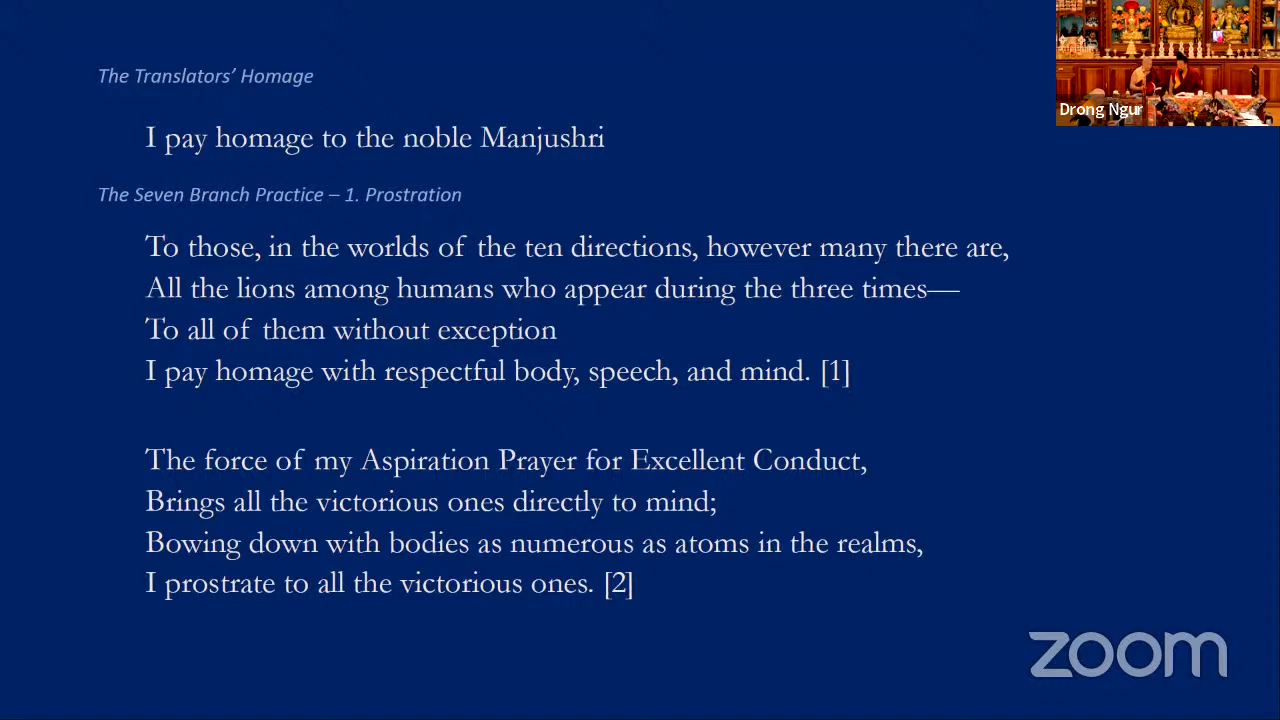 The Translators' Homage
I pay homage to the noble Manjushri
The Seven Branch Practice – 1. Prostration
To those, in the worlds of the ten directions, however many there are,
All the lions among humans who appear during the three times—
To all of them without exception
I pay homage with respectful body, speech, and mind. [1]
The force of my Aspiration Prayer for Excellent Conduct,
Brings all the victorious ones directly to mind;
Bowing down with bodies as numerous as atoms in the realms,
I prostrate to all the victorious ones. [2]
Drong Ngur
zoom